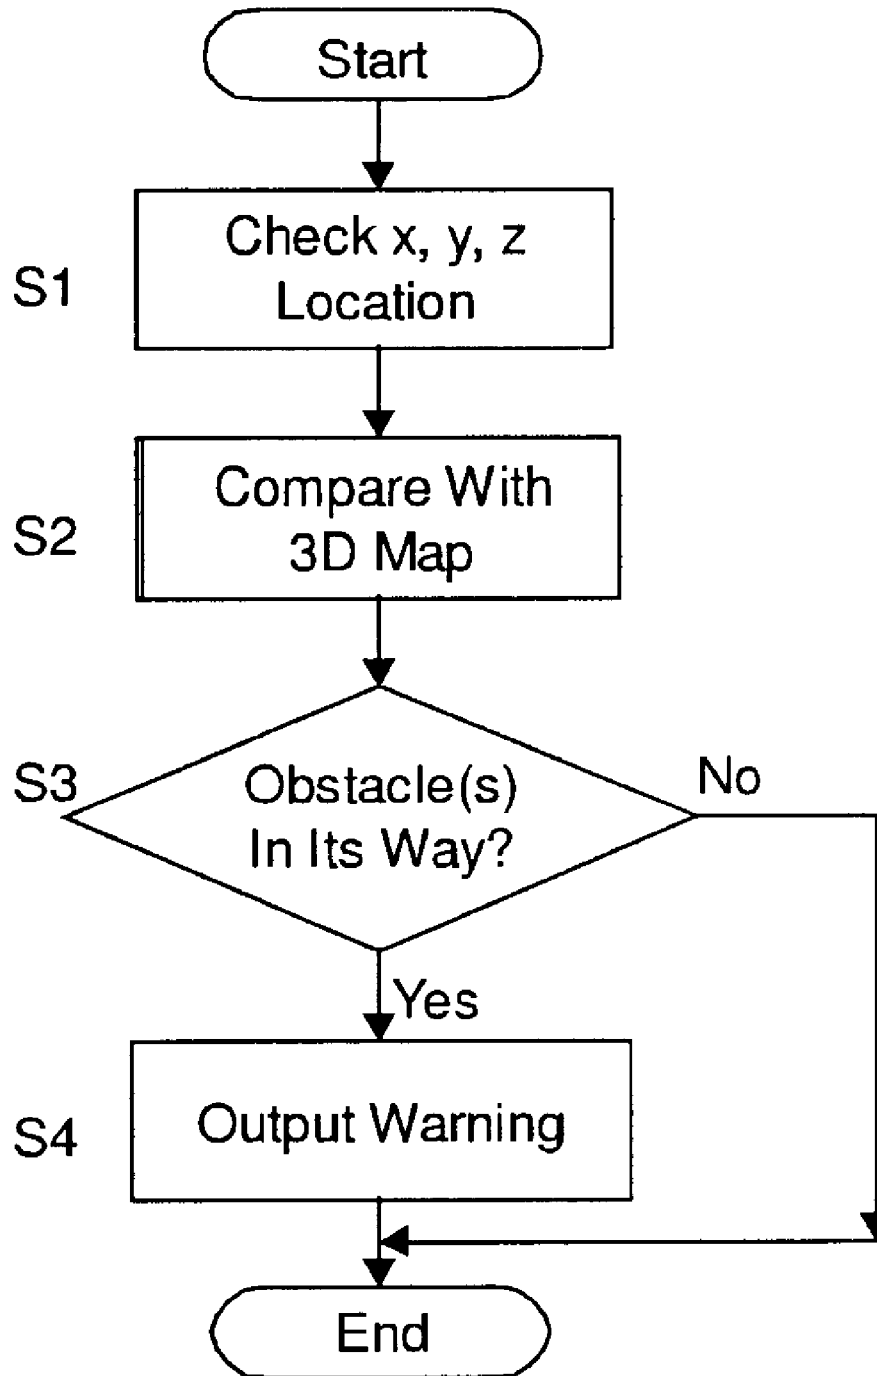 Start
S1
Check x, y, z
Location
S2
Compare With
3D Map
S3
Obstacle(s)
In Its Way?
No
Yes
S4
Output Warning
End